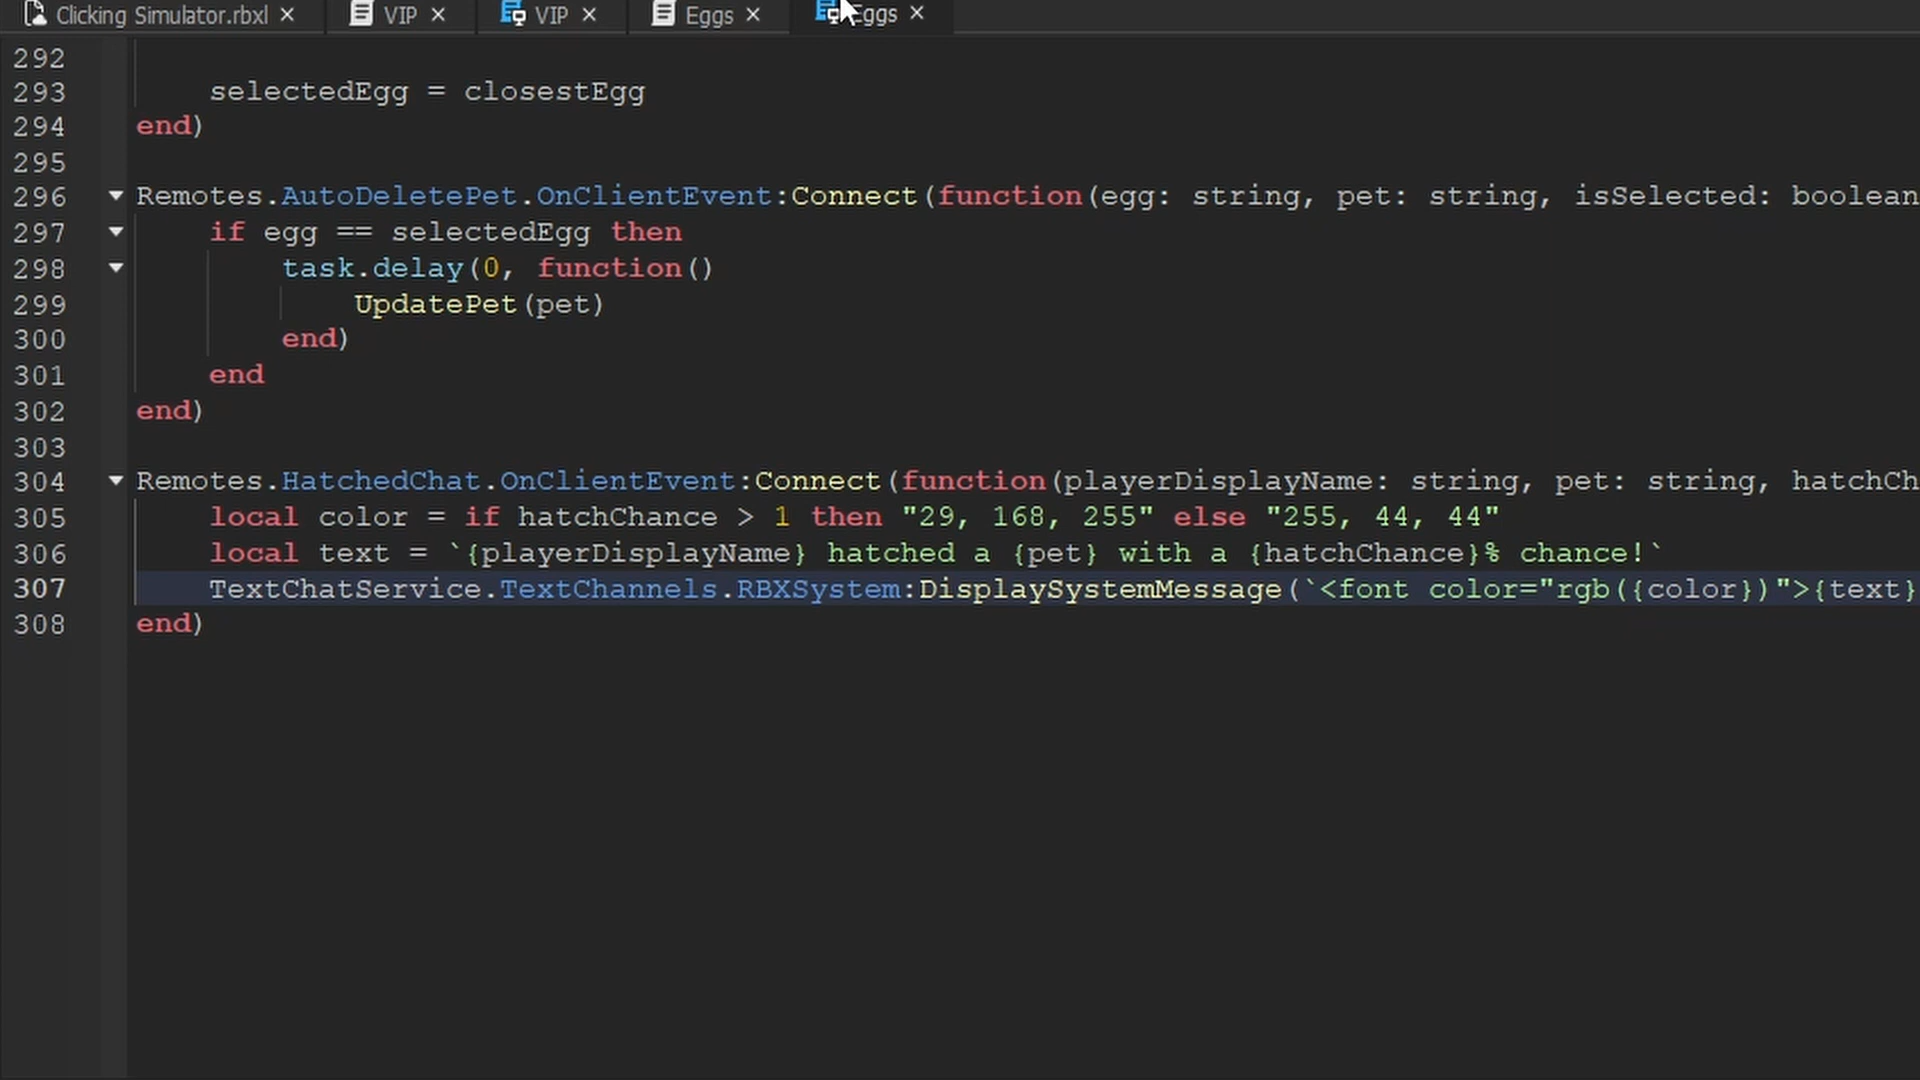 Clicking Simulator.rbxl × VIP × VIP × Eggs × Eggs ×
292
293 selectedEgg = closestEgg
294 end)
295
296 Remotes.AutoDeletePet.OnClientEvent:Connect(function(egg: string, pet: string, isSelected: boolean
297 if egg == selectedEgg then
298 task.delay(0, function()
299 UpdatePet(pet)
300 end)
301 end
302 end)
303
304 Remotes.HatchedChat.OnClientEvent:Connect(function(playerDisplayName: string, pet: string, hatchCh
305 local color = if hatchChance > 1 then "29, 168, 255" else "255, 44, 44"
306 local text = `{playerDisplayName} hatched a {pet} with a {hatchChance}% chance!`
307 TextChatService.TextChannels.RBXSystem:DisplaySystemMessage(`<font color="rgb({color})">{text}
308 end)